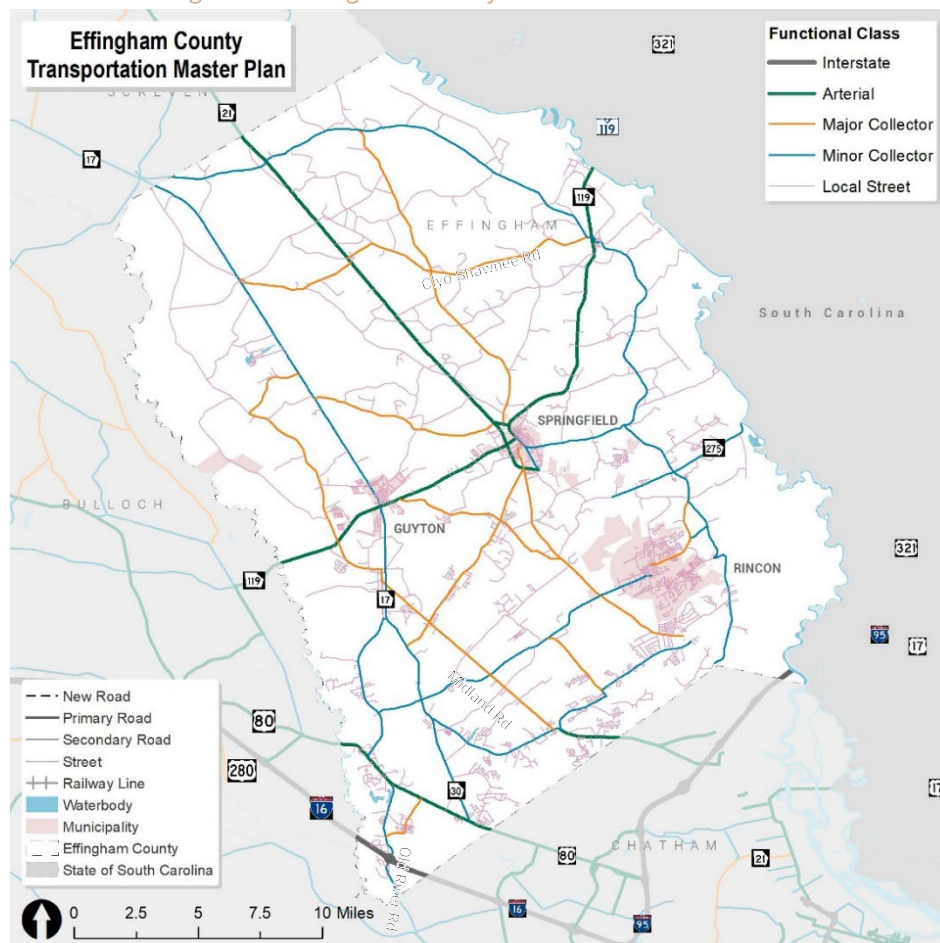 Effingham County
Transportation Master Plan
Functional Class
Interstate
Arterial
Major Collector
Minor Collector
Local Street
321
SCREVEN
21
119
17
119
EFFINGHAM
Clyo Shawnee Rd
South Carolina
SPRINGFIELD
275
BULLOCH
GUYTON
321
RINCON
119
17
95
17
Midland Rd
New Road
Primary Road
Secondary Road
Street
Railway Line
Waterbody
Municipality
Effingham County
State of South Carolina
80
280
16
30
17
80
CHATHAM
21
Old River Rd
16
95
0 2.5 5 7.5 10 Miles